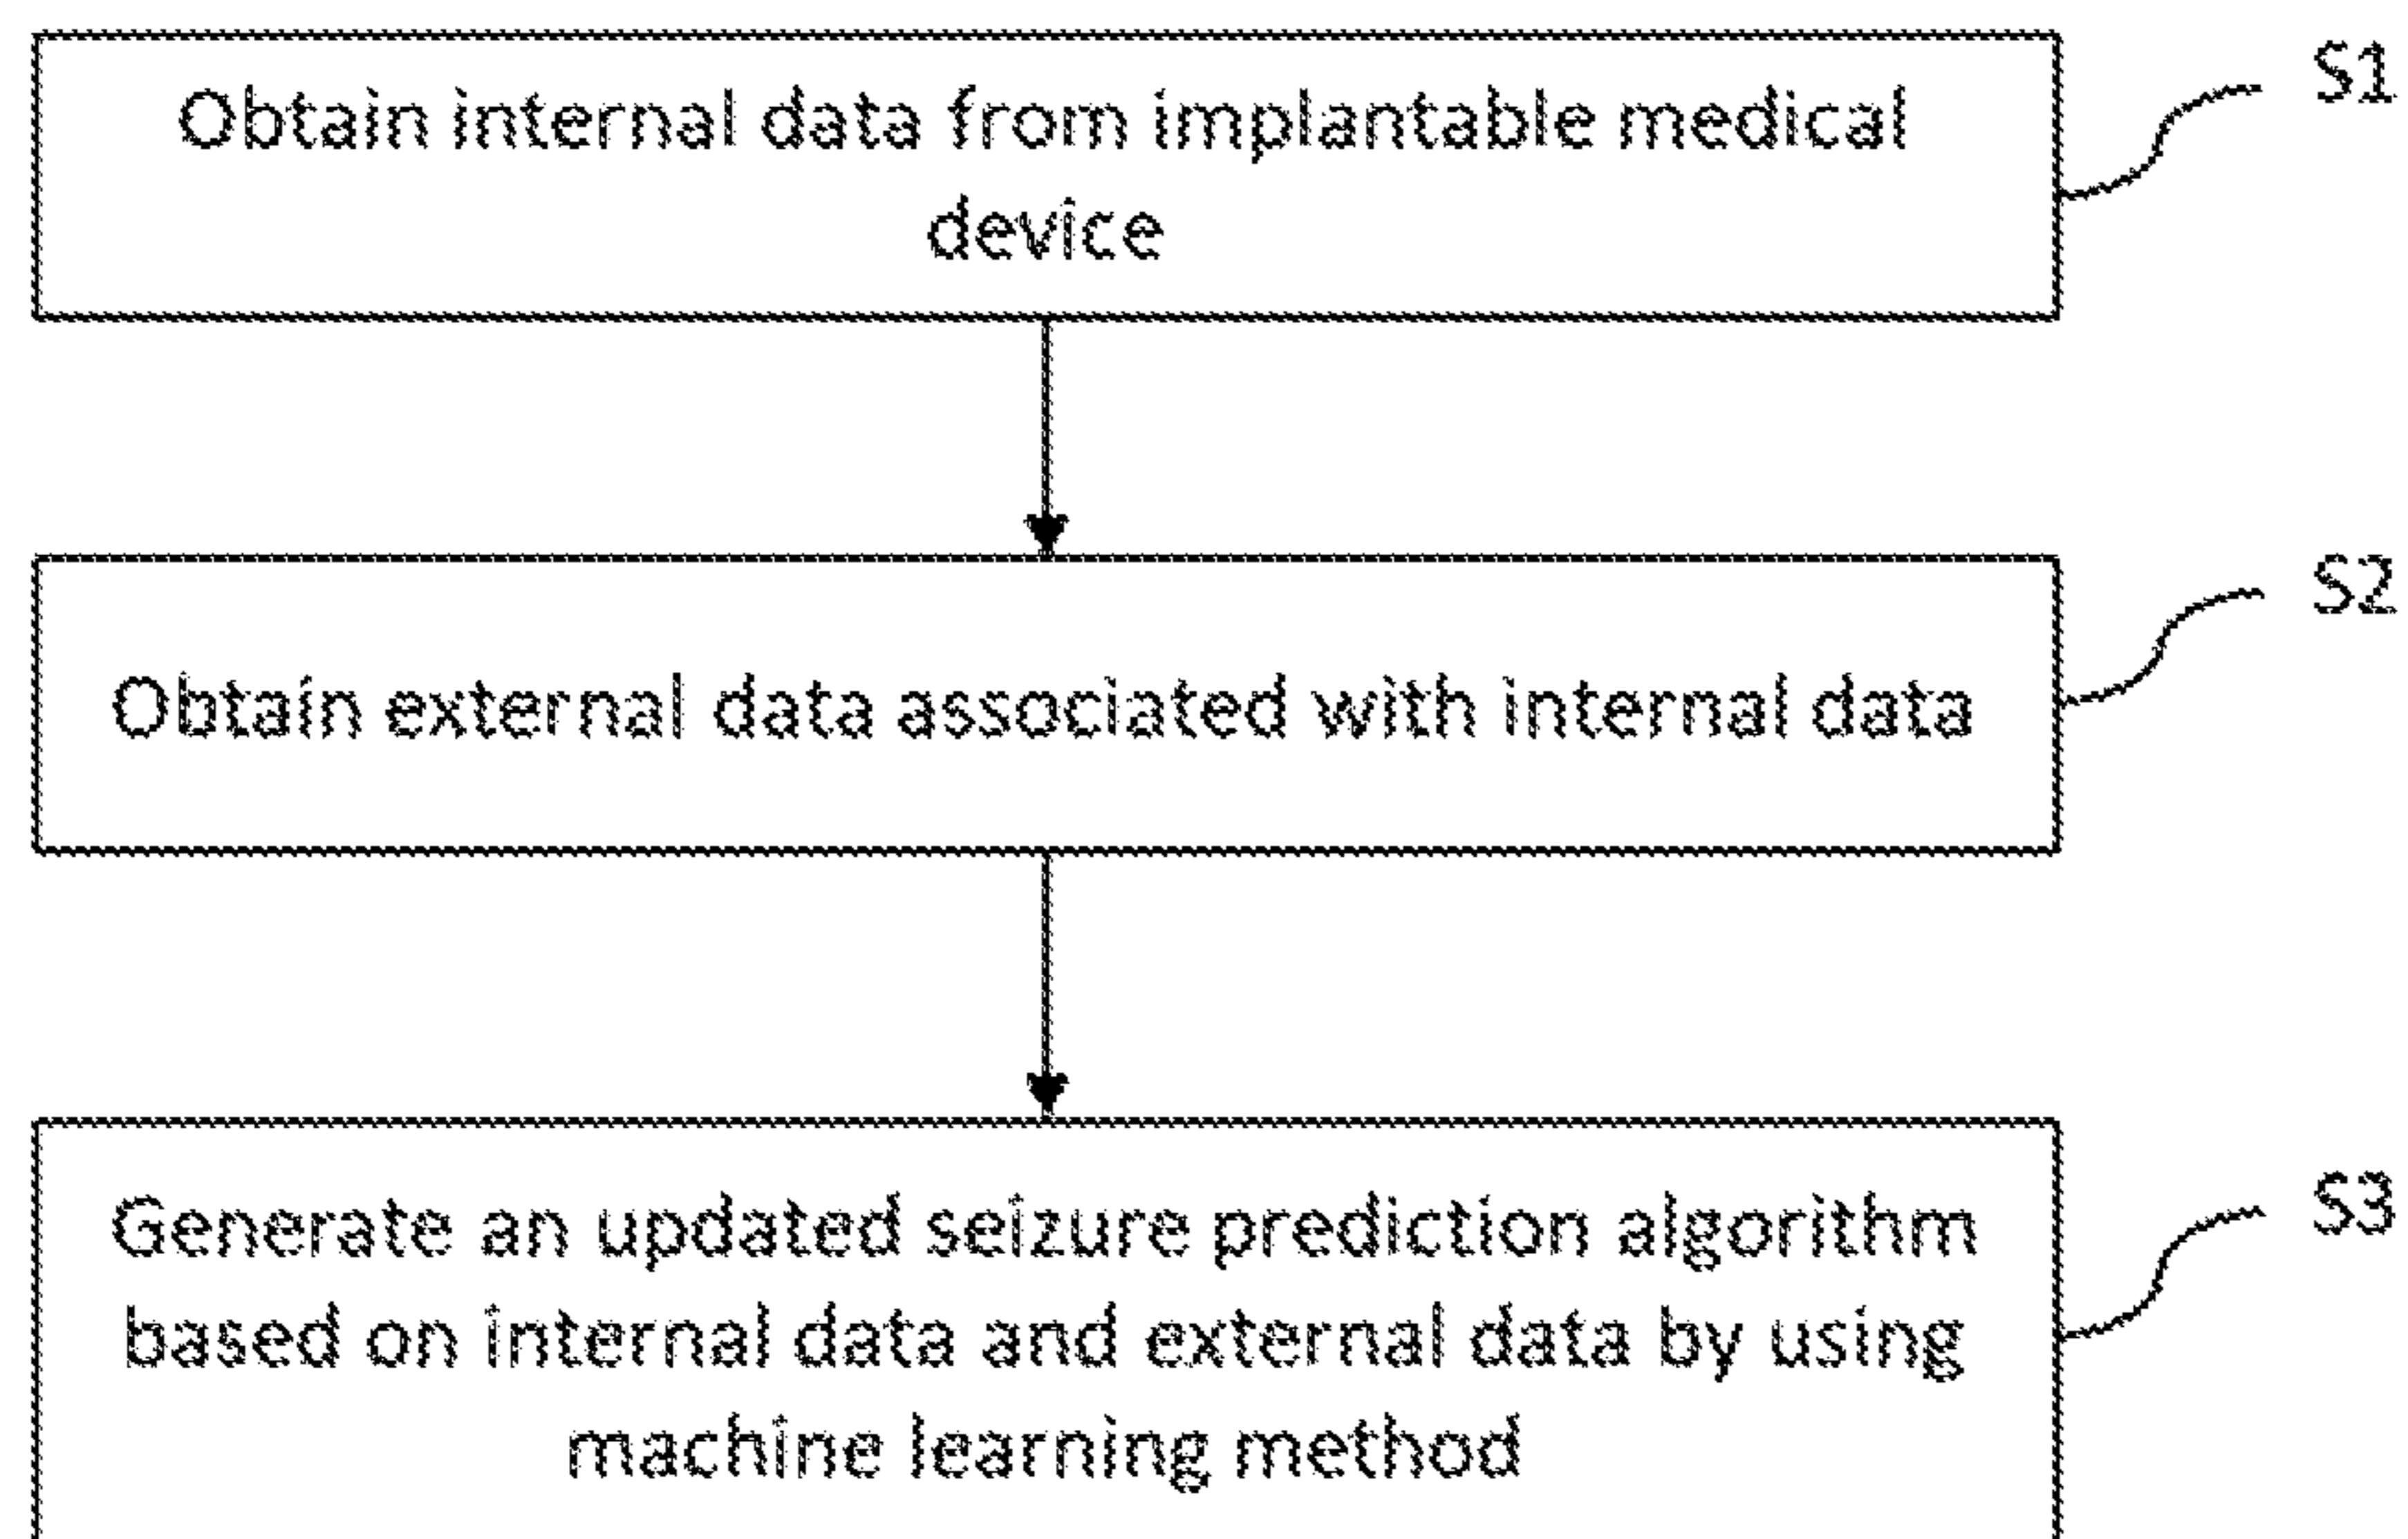 Obtain internal data from implantable medical
device
S1
Obtain external data associated with internal data
S2
Generate an updated seizure prediction algorithm
based on internal data and external data by using
machine learning method
S3